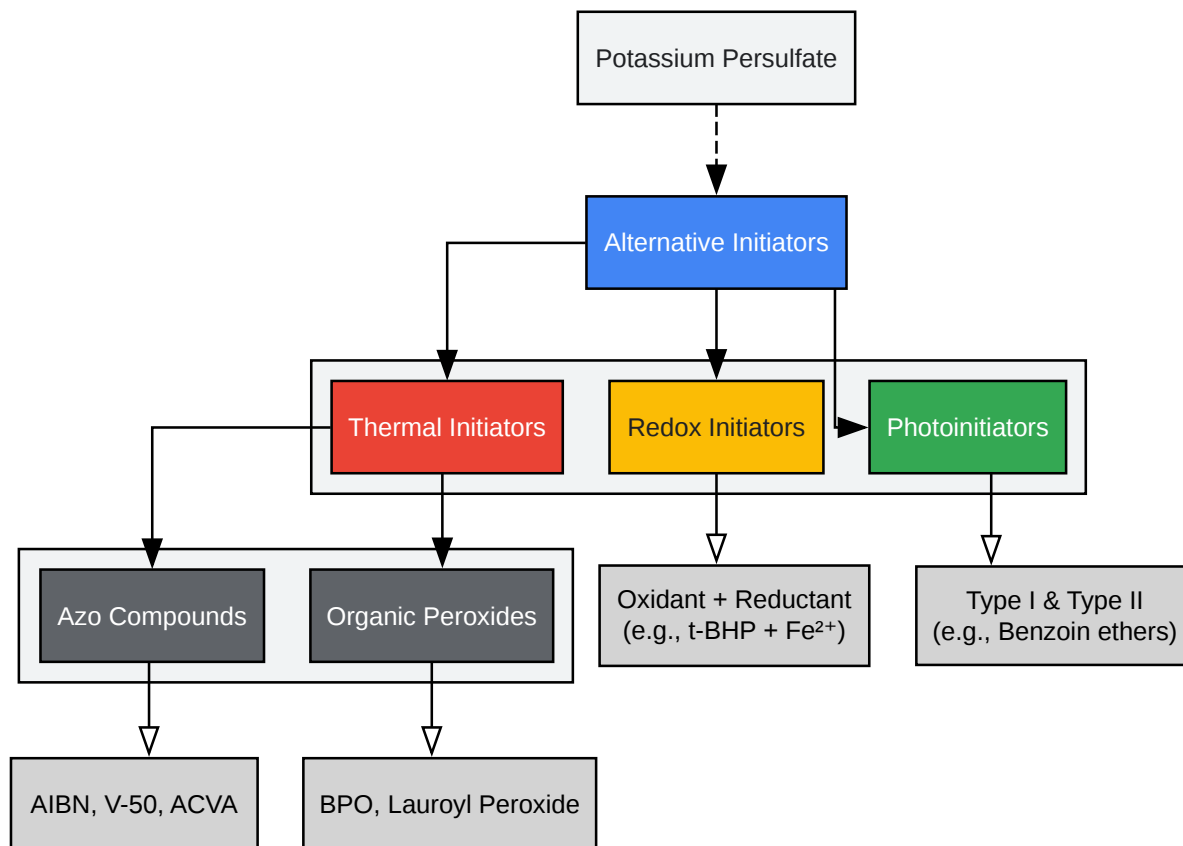 Potassium Persulfate
Alternative Initiators
Thermal Initiators
Redox Initiators
Photoinitiators
Azo Compounds
Organic Peroxides
Oxidant + Reductant
(e.g., t-BHP + Fe²⁺)
Type I & Type II
(e.g., Benzoin ethers)
AIBN, V-50, ACVA
BPO, Lauroyl Peroxide